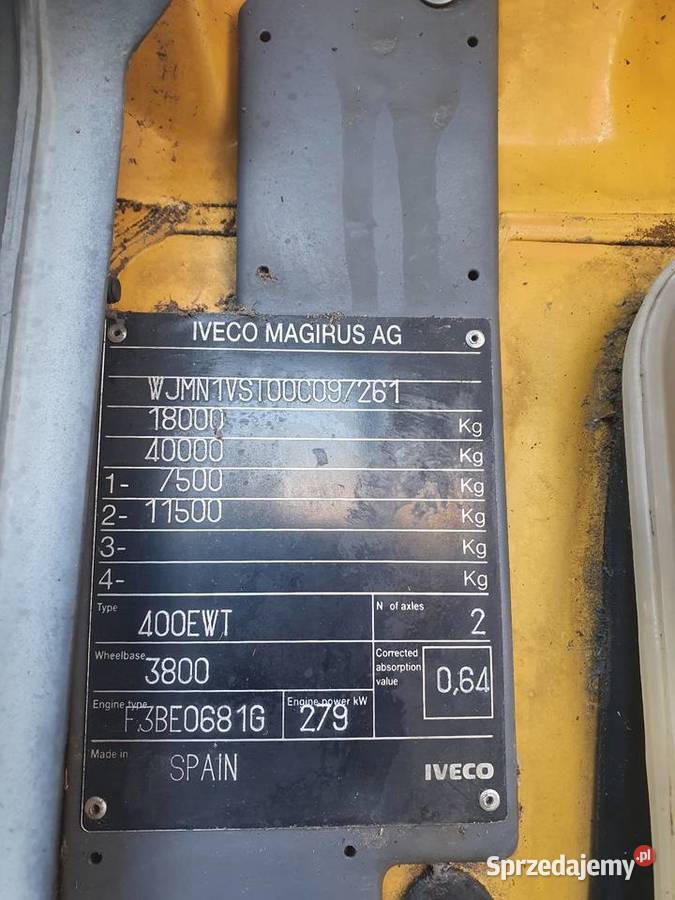 IVECO MAGIRUS AG
WJMN1VST00C097261
18000 Kg
40000 Kg
1- 7500 Kg
2- 11500 Kg
3- Kg
4- Kg
Type 400EWT N of axles 2
Wheelbase 3800 Corrected absorption value 0,64
Engine type F3BE0681G Engine power kW 279
Made in SPAIN IVECO
Sprzedajemy.pl